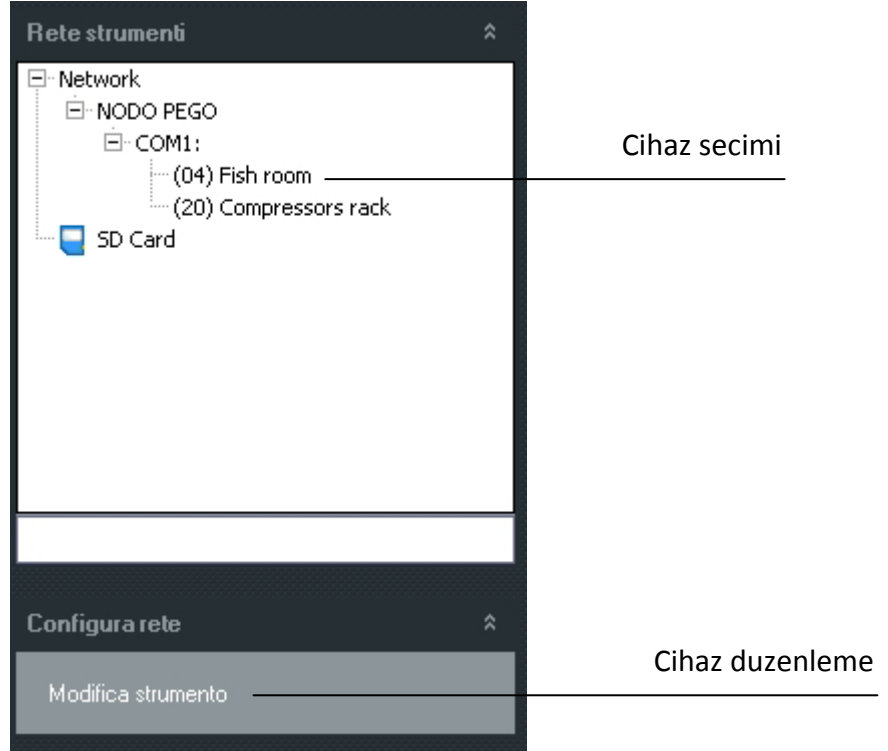 Rete strumenti
Network
NODO PEGO
COM1:
Cihaz secimi
(04) Fish room
(20) Compressors rack
SD Card
Configura rete
Cihaz duzenleme
Modifica strumento